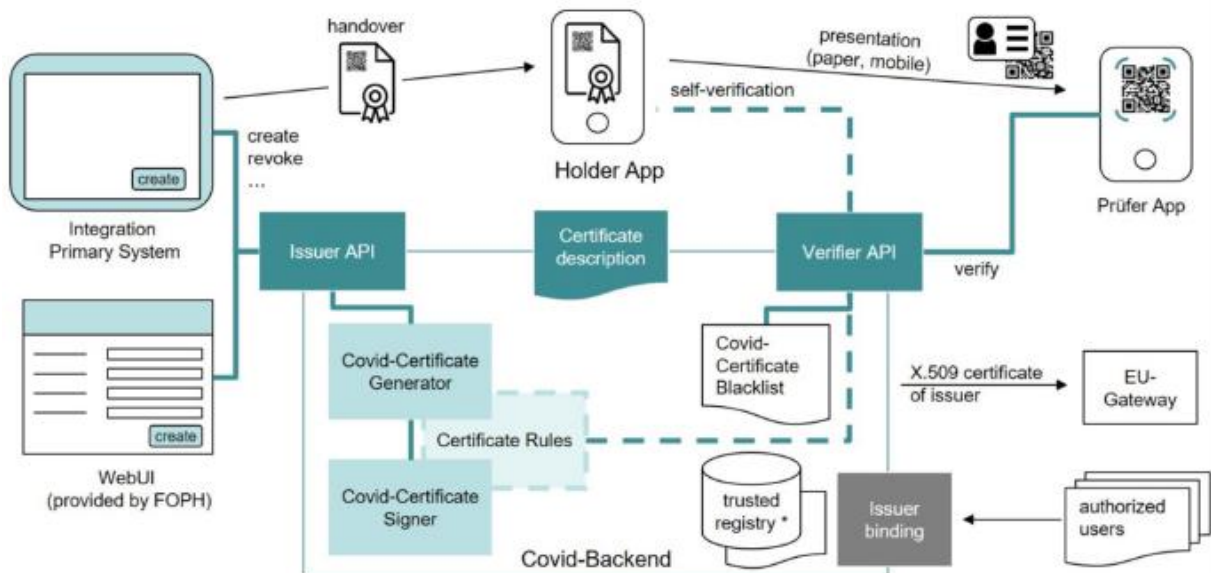 handover
presentation
(paper, mobile)
self-verification
create
revoke
...
create
Holder App
Integration
Primary System
Prüfer App
Issuer API
Certificate
description
Verifier API
verify
Covid-Certificate
Generator
Covid-
Certificate
Blacklist
X.509 certificate
of issuer
EU-
Gateway
create
Certificate Rules
WebUI
(provided by FOPH)
Covid-Certificate
Signer
trusted
registry *
Issuer
binding
authorized
users
Covid-Backend